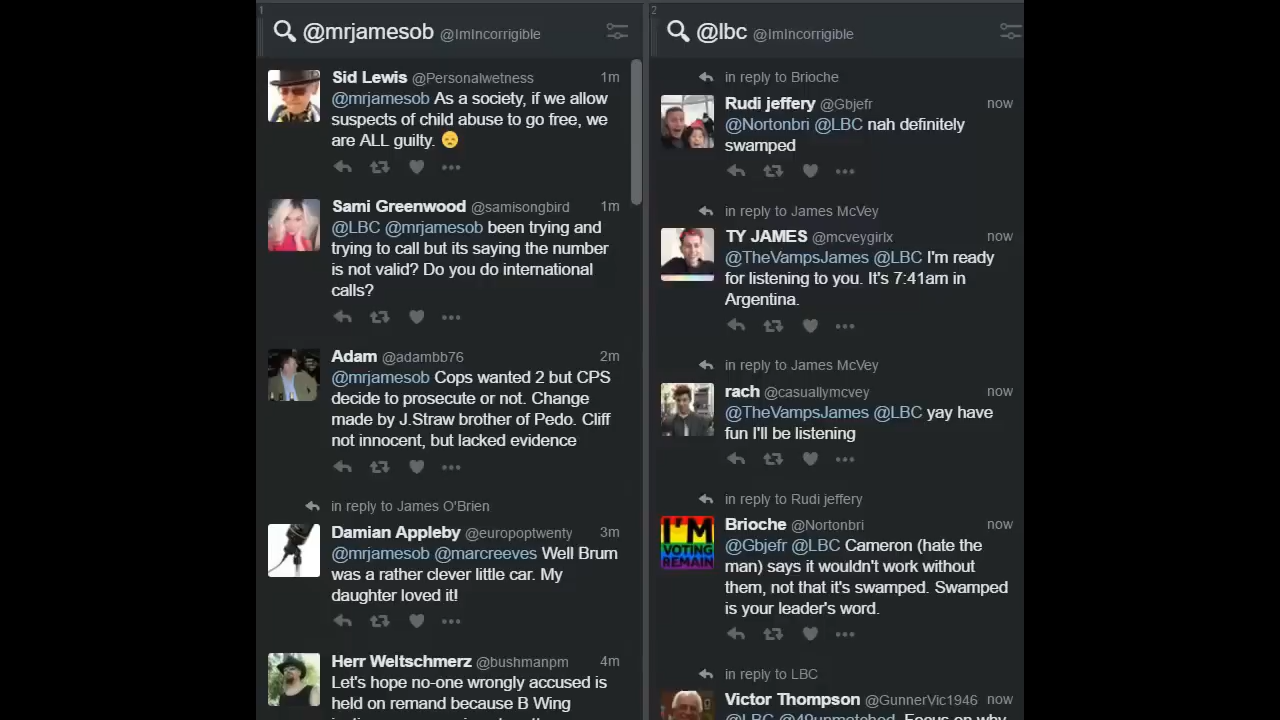 1
@mrjamesob @ImIncorrigible
Sid Lewis @Personalwetness 1m
@mrjamesob As a society, if we allow
suspects of child abuse to go free, we
are ALL guilty. 😞
Sami Greenwood @samisongbird 1m
@LBC @mrjamesob been trying and
trying to call but its saying the number
is not valid? Do you do international
calls?
Adam @adambb76 2m
@mrjamesob Cops wanted 2 but CPS
decide to prosecute or not. Change
made by J.Straw brother of Pedo. Cliff
not innocent, but lacked evidence
in reply to James O'Brien
Damian Appleby @europoptwenty 3m
@mrjamesob @marcreeves Well Brum
was a rather clever little car. My
daughter loved it!
Herr Weltschmerz @bushmanpm 4m
Let's hope no-one wrongly accused is
held on remand because B Wing
2
@lbc @ImIncorrigible
in reply to Brioche
Rudi jeffery @Gbjefr now
@Nortonbri @LBC nah definitely
swamped
in reply to James McVey
TY JAMES @mcveygirlx now
@TheVampsJames @LBC I'm ready
for listening to you. It's 7:41am in
Argentina.
in reply to James McVey
rach @casuallymcvey now
@TheVampsJames @LBC yay have
fun I'll be listening
in reply to Rudi jeffery
I'M
VOTING
REMAIN
Brioche @Nortonbri now
@Gbjefr @LBC Cameron (hate the
man) says it wouldn't work without
them, not that it's swamped. Swamped
is your leader's word.
in reply to LBC
Victor Thompson @GunnerVic1946 now
@LBC @49unmatched Focus on why